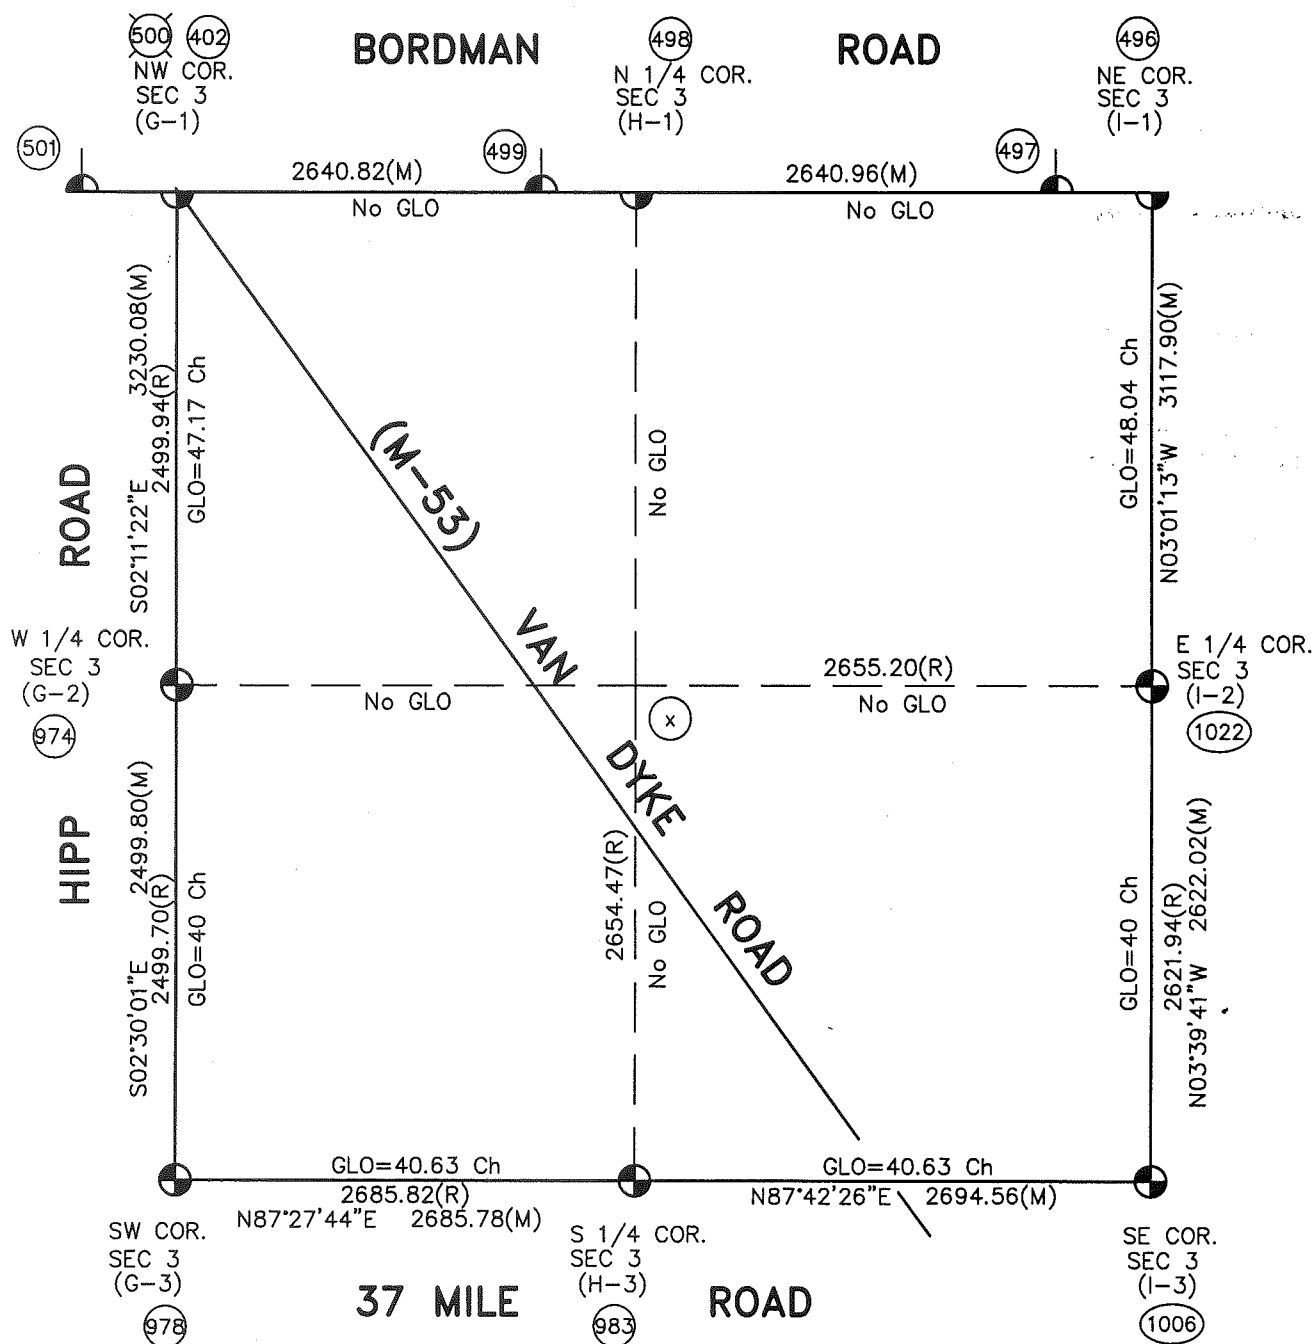 500 402
BORDMAN ROAD
498
496
NW COR.
SEC 3
(G-1)
N 1/4 COR.
SEC 3
(H-1)
NE COR.
SEC 3
(I-1)
501
499
497
2640.82(M)
No GLO
2640.96(M)
No GLO
S02°11'22"E 3230.08(M)
2499.94(R)
GLO=47.17 Ch
(M-53) VAN DYKE ROAD
No GLO
GLO=48.04 Ch
N03°01'13"W 3117.90(M)
HIPP ROAD
W 1/4 COR.
SEC 3
(G-2)
974
No GLO
2655.20(R)
No GLO
x
E 1/4 COR.
SEC 3
(I-2)
1022
S02°30'01"E 2499.80(M)
2499.70(R)
GLO=40 Ch
2654.47(R)
No GLO
GLO=40 Ch
2621.94(R)
N03°39'41"W 2622.02(M)
GLO=40.63 Ch
2685.82(R)
N87°27'44"E 2685.78(M)
GLO=40.63 Ch
N87°42'26"E 2694.56(M)
SW COR.
SEC 3
(G-3)
978
S 1/4 COR.
SEC 3
(H-3)
983
SE COR.
SEC 3
(I-3)
1006
37 MILE ROAD